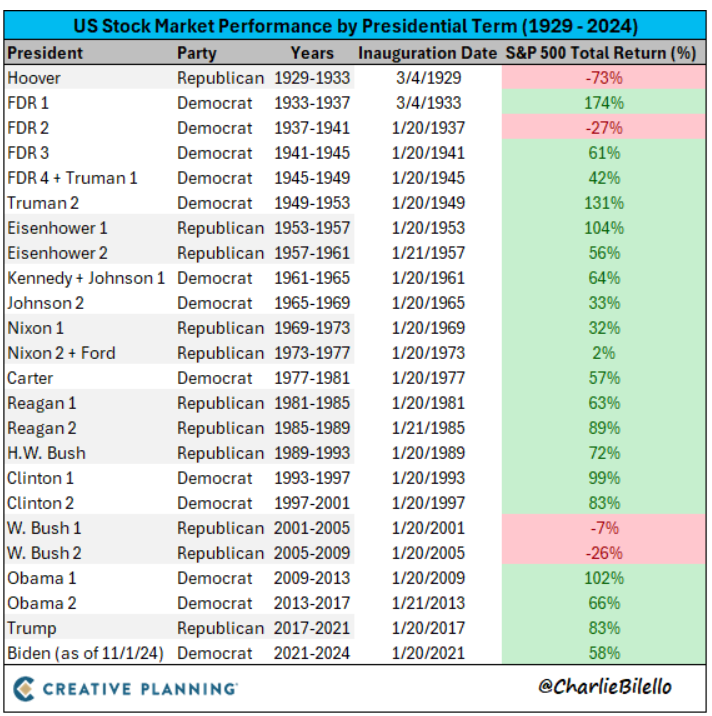 US Stock Market Performance by Presidential Term (1929 - 2024)
President Party Years Inauguration Date S&P 500 Total Return (%)
Hoover Republican 1929-1933 3/4/1929 -73%
FDR 1 Democrat 1933-1937 3/4/1933 174%
FDR 2 Democrat 1937-1941 1/20/1937 -27%
FDR 3 Democrat 1941-1945 1/20/1941 61%
FDR 4 + Truman 1 Democrat 1945-1949 1/20/1945 42%
Truman 2 Democrat 1949-1953 1/20/1949 131%
Eisenhower 1 Republican 1953-1957 1/20/1953 104%
Eisenhower 2 Republican 1957-1961 1/21/1957 56%
Kennedy + Johnson 1 Democrat 1961-1965 1/20/1961 64%
Johnson 2 Democrat 1965-1969 1/20/1965 33%
Nixon 1 Republican 1969-1973 1/20/1969 32%
Nixon 2 + Ford Republican 1973-1977 1/20/1973 2%
Carter Democrat 1977-1981 1/20/1977 57%
Reagan 1 Republican 1981-1985 1/20/1981 63%
Reagan 2 Republican 1985-1989 1/21/1985 89%
H.W. Bush Republican 1989-1993 1/20/1989 72%
Clinton 1 Democrat 1993-1997 1/20/1993 99%
Clinton 2 Democrat 1997-2001 1/20/1997 83%
W. Bush 1 Republican 2001-2005 1/20/2001 -7%
W. Bush 2 Republican 2005-2009 1/20/2005 -26%
Obama 1 Democrat 2009-2013 1/20/2009 102%
Obama 2 Democrat 2013-2017 1/21/2013 66%
Trump Republican 2017-2021 1/20/2017 83%
Biden (as of 11/1/24) Democrat 2021-2024 1/20/2021 58%
CREATIVE PLANNING @CharlieBilello